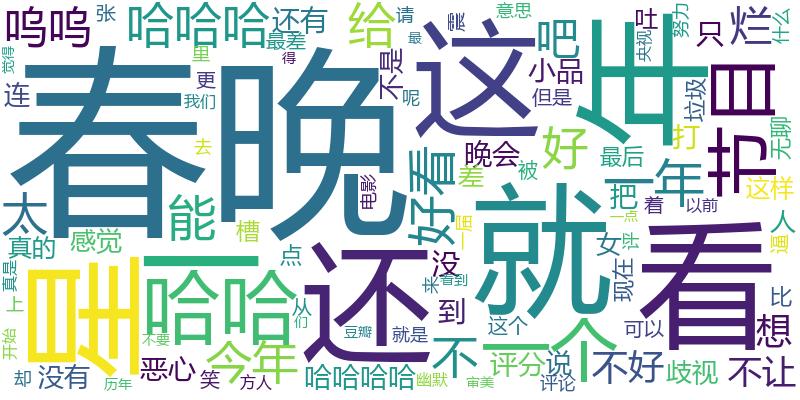 呜呜
张
哈哈哈
还有
最差
给
请
最
震
意思
吐
央视
努力
只
烂
什么
觉得
里
连
更
我们
得
不是
呢
吧
小品
但是
垃圾
目
无聊
春晚
这
年
节
去
电影
好看
晚会
差
被
好
最后
打
一年
把
着
以前
这样
人
逼
太
能
槽
真的
感觉
点
真是
上
星
一
哈哈
还
没
到
一届
来
看到
就
看
女
评
现在
一点
比
想
开始
却
没有
历年
恶心
不要
笑
今年
方人
从
们
豆瓣
就是
哈哈哈哈
幽默
不
审美
一个
这个
评分
说
评论
可以
不好
歧视
不让